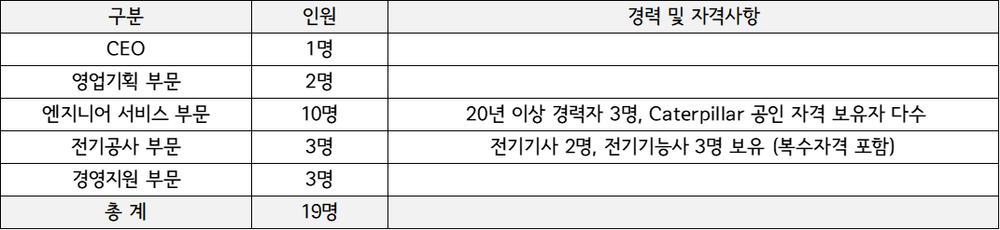 구분 인원 경력 및 자격사항
CEO 1명
영업기획 부문 2명
엔지니어 서비스 부문 10명 20년 이상 경력자 3명, Caterpillar 공인 자격 보유자 다수
전기공사 부문 3명 전기기사 2명, 전기기능사 3명 보유 (복수자격 포함)
경영지원 부문 3명
총 계 19명